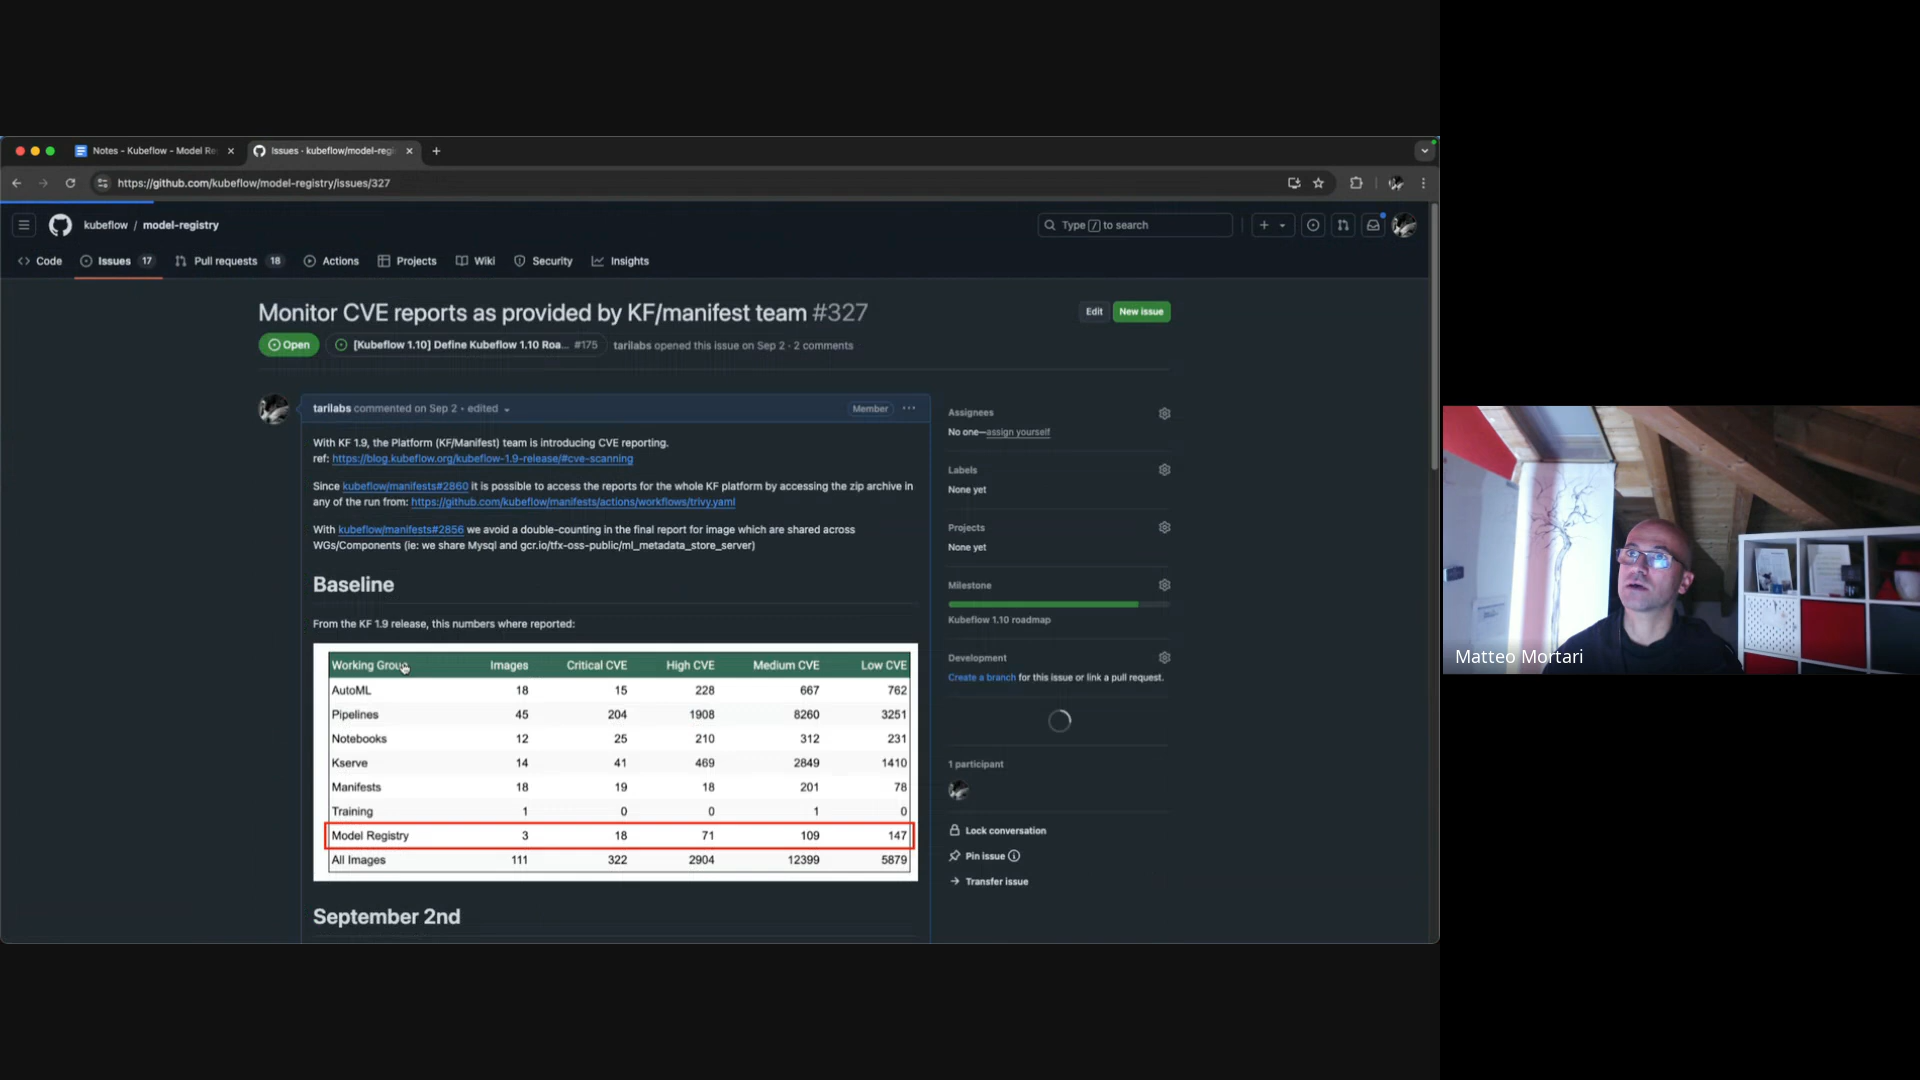 Notes - Kubeflow - Model Re
Issues · kubeflow/model-regi
https://github.com/kubeflow/model-registry/issues/327
kubeflow / model-registry
Type / to search
Code
Issues 17
Pull requests 18
Actions
Projects
Wiki
Security
Insights
Monitor CVE reports as provided by KF/manifest team #327
Edit
New issue
Open
[Kubeflow 1.10] Define Kubeflow 1.10 Roa... #175
tarilabs opened this issue on Sep 2 · 2 comments
tarilabs commented on Sep 2 • edited
Member
With KF 1.9, the Platform (KF/Manifest) team is introducing CVE reporting.
ref: https://blog.kubeflow.org/kubeflow-1.9-release/#cve-scanning
Since kubeflow/manifests#2860 it is possible to access the reports for the whole KF platform by accessing the zip archive in
any of the run from: https://github.com/kubeflow/manifests/actions/workflows/trivy.yaml
With kubeflow/manifests#2856 we avoid a double-counting in the final report for image which are shared across
WGs/Components (ie: we share Mysql and gcr.io/tfx-oss-public/ml_metadata_store_server)
Baseline
From the KF 1.9 release, this numbers where reported:
Working Group Images Critical CVE High CVE Medium CVE Low CVE
AutoML 18 15 228 667 762
Pipelines 45 204 1908 8260 3251
Notebooks 12 25 210 312 231
Kserve 14 41 469 2849 1410
Manifests 18 19 18 201 78
Training 1 0 0 1 0
Model Registry 3 18 71 109 147
All Images 111 322 2904 12399 5879
September 2nd
Assignees
No one—assign yourself
Labels
None yet
Projects
None yet
Milestone
Kubeflow 1.10 roadmap
Development
Create a branch for this issue or link a pull request.
1 participant
Lock conversation
Pin issue
Transfer issue
Matteo Mortari